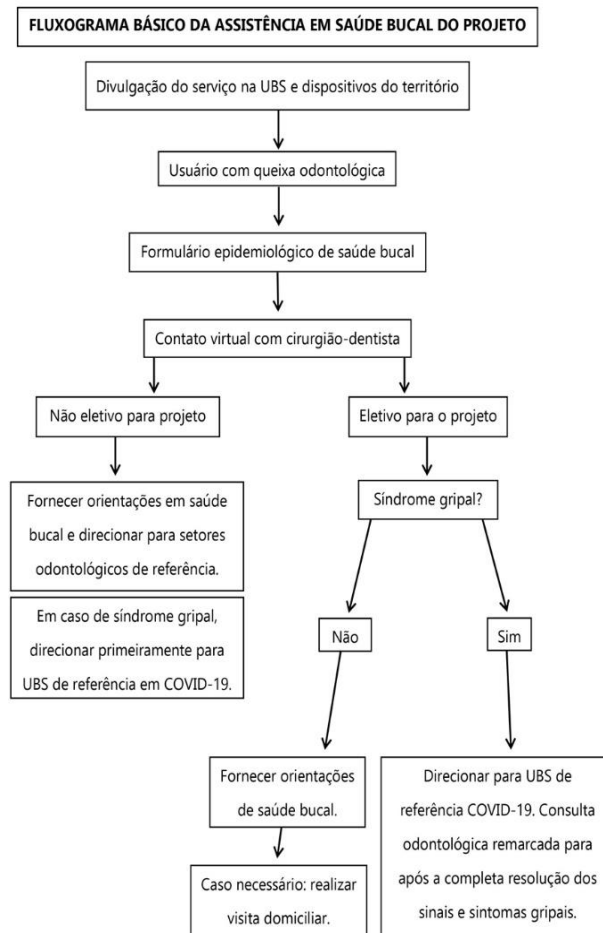 FLUXOGRAMA BÁSICO DA ASSISTÊNCIA EM SAÚDE BUCAL DO PROJETO
Divulgação do serviço na UBS e dispositivos do território
Usuário com queixa odontológica
Formulário epidemiológico de saúde bucal
Contato virtual com cirurgião-dentista
Não eletivo para projeto
Fornecer orientações em saúde
bucal e direcionar para setores
odontológicos de referência.
Em caso de síndrome gripal,
direcionar primeiramente para
UBS de referência em COVID-19.
Eletivo para o projeto
Síndrome gripal?
Não
Fornecer orientações
de saúde bucal.
Caso necessário: realizar
visita domiciliar.
Sim
Direcionar para UBS de
referência COVID-19. Consulta
odontológica remarcada para
após a completa resolução dos
sinais e sintomas gripais.